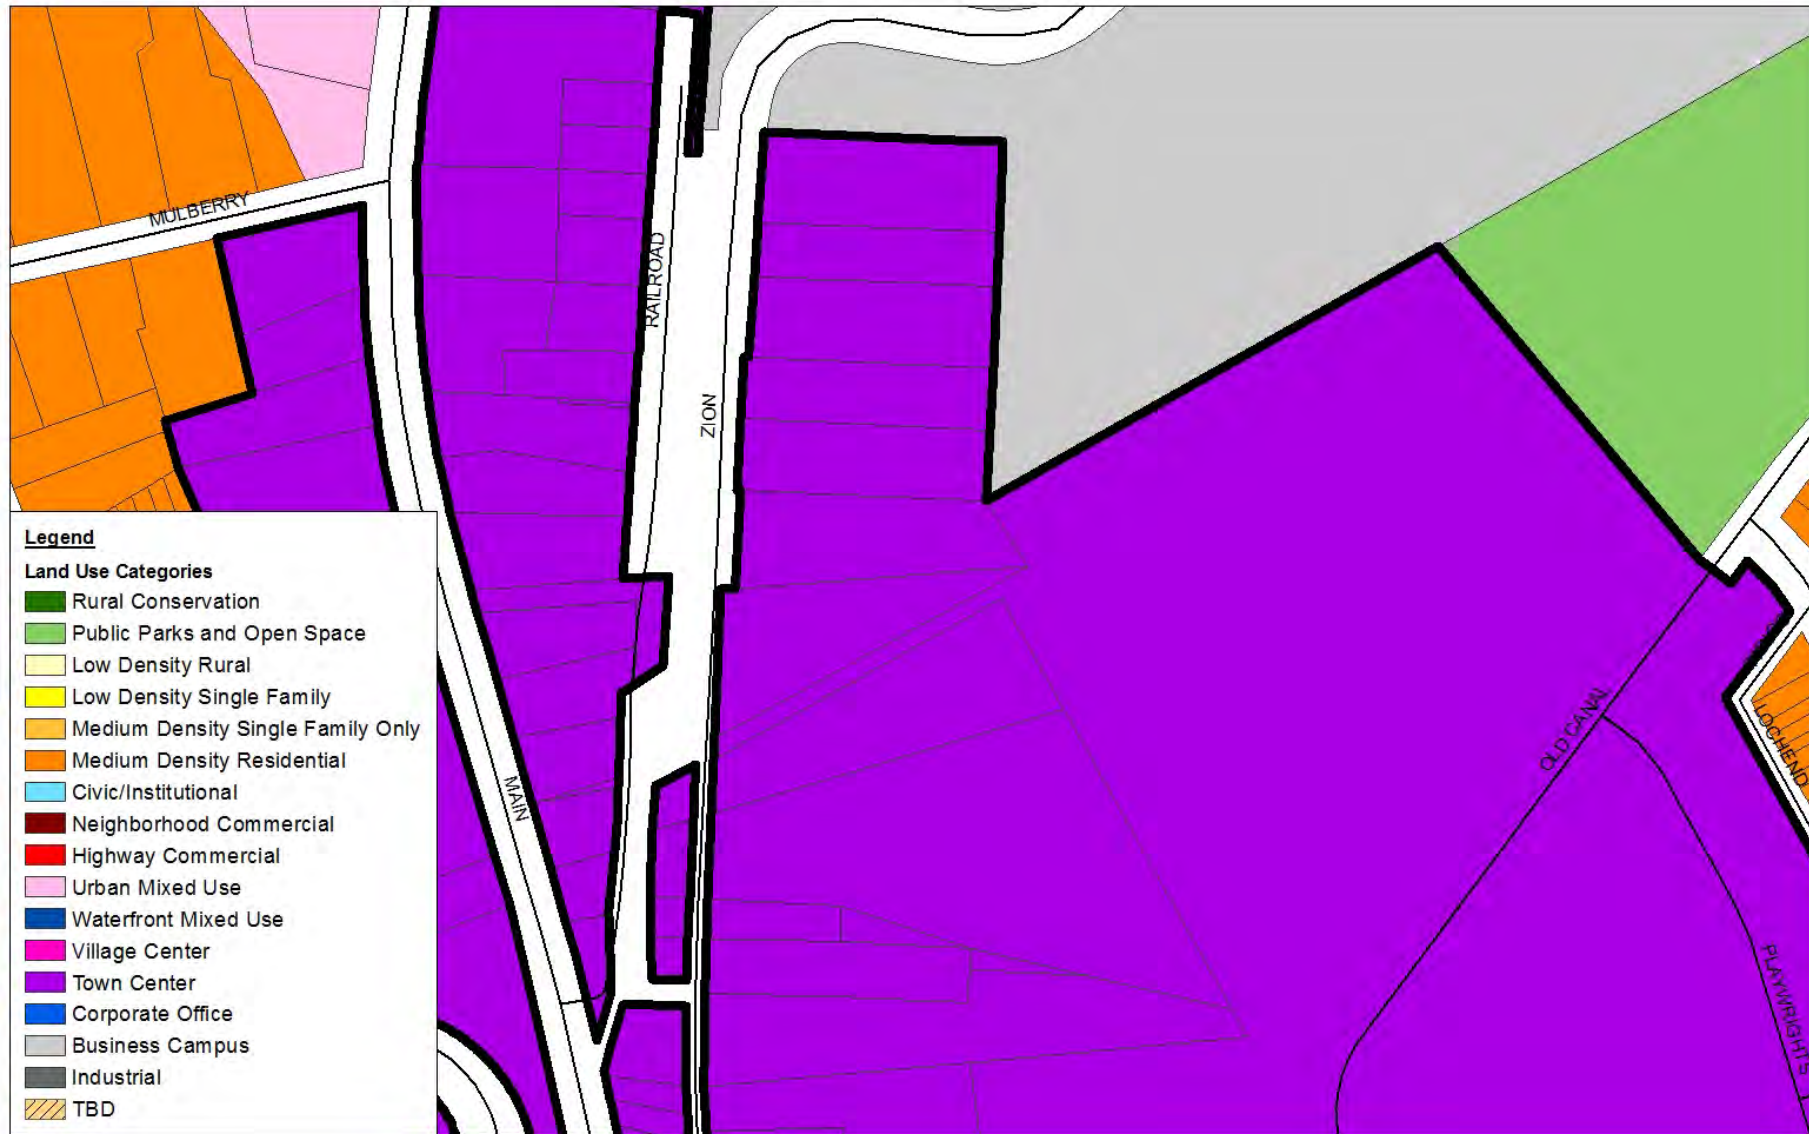 MULBERRY
RAILROAD
ZION
MAIN
OLD CANAL
LOCHEND
PLAYWRIGHTS
Legend
Land Use Categories
Rural Conservation
Public Parks and Open Space
Low Density Rural
Low Density Single Family
Medium Density Single Family Only
Medium Density Residential
Civic/Institutional
Neighborhood Commercial
Highway Commercial
Urban Mixed Use
Waterfront Mixed Use
Village Center
Town Center
Corporate Office
Business Campus
Industrial
TBD